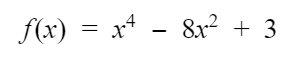 f(x) = x⁴ − 8x² + 3